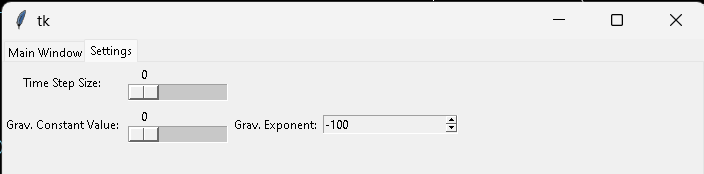 tk
Main Window Settings
0
Time Step Size:
0
Grav. Constant Value: Grav. Exponent: -100